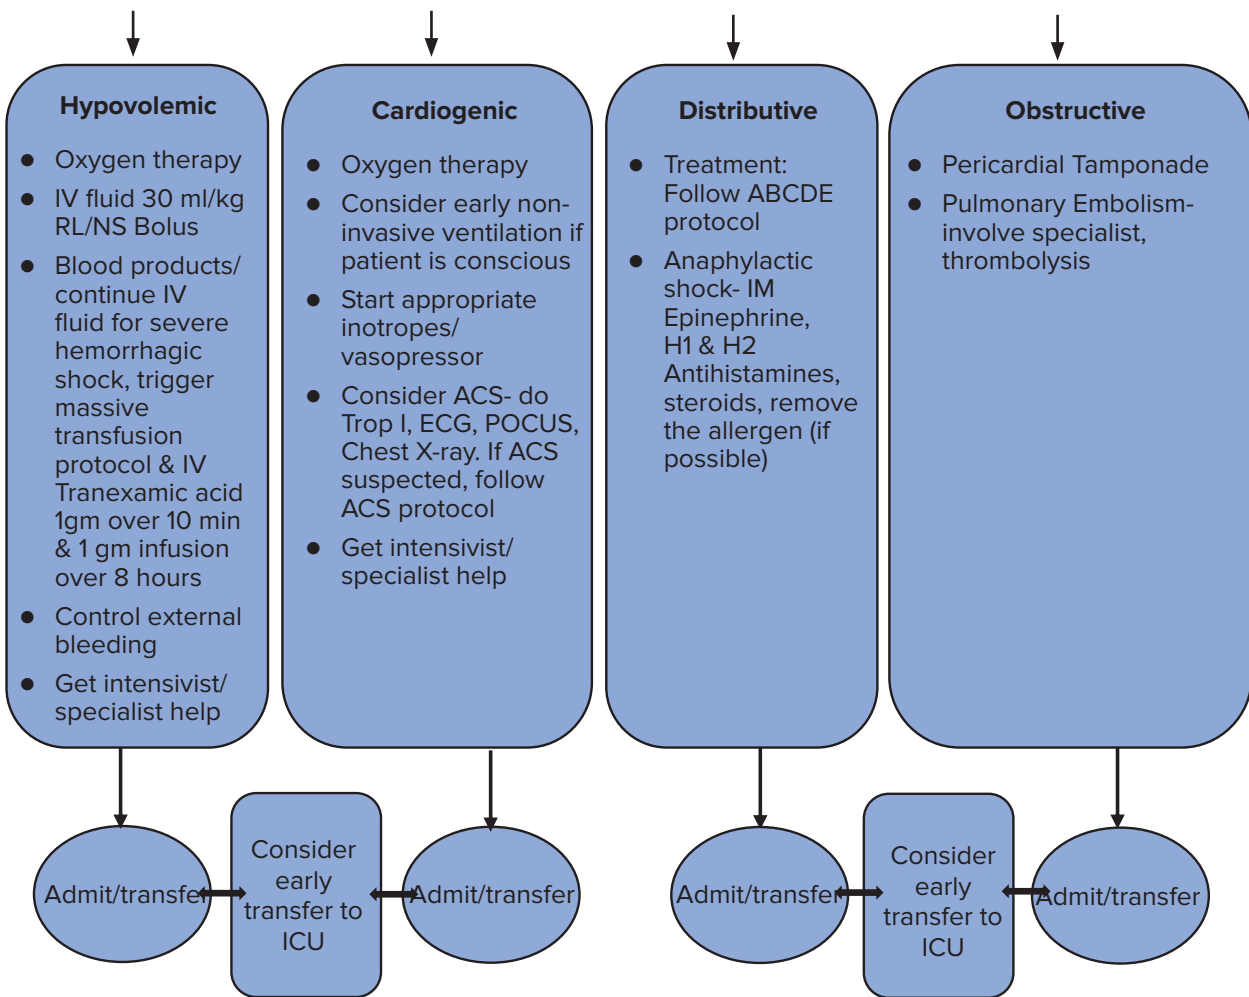 Hypovolemic
● Oxygen therapy
● IV fluid 30 ml/kg
RL/NS Bolus
● Blood products/
continue IV
fluid for severe
hemorrhagic
shock, trigger
massive
transfusion
protocol & IV
Tranexamic acid
1gm over 10 min
& 1 gm infusion
over 8 hours
● Control external
bleeding
● Get intensivist/
specialist help
Cardiogenic
● Oxygen therapy
● Consider early non-
invasive ventilation if
patient is conscious
● Start appropriate
inotropes/
vasopressor
● Consider ACS- do
Trop I, ECG, POCUS,
Chest X-ray. If ACS
suspected, follow
ACS protocol
● Get intensivist/
specialist help
Distributive
● Treatment:
Follow ABCDE
protocol
● Anaphylactic
shock- IM
Epinephrine,
H1 & H2
Antihistamines,
steroids, remove
the allergen (if
possible)
Obstructive
● Pericardial Tamponade
● Pulmonary Embolism-
involve specialist,
thrombolysis
Admit/transfer
Consider
early
transfer to
ICU
Admit/transfer
Admit/transfer
Consider
early
transfer to
ICU
Admit/transfer